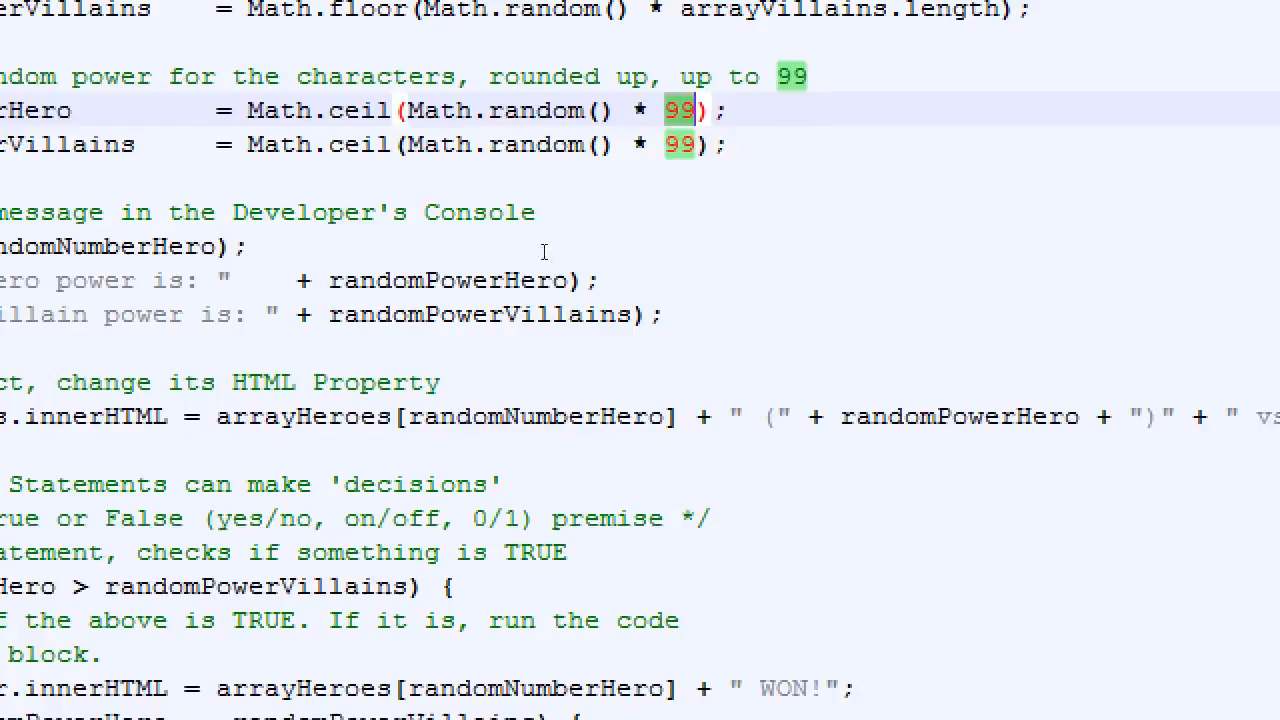 erVillains    = Math.floor(Math.random() * arrayVillains.length);
ndom power for the characters, rounded up, up to 99
rHero         = Math.ceil(Math.random() * 99);
rVillains     = Math.ceil(Math.random() * 99);
message in the Developer's Console
ndomNumberHero);
ero power is: "    + randomPowerHero);
illain power is: " + randomPowerVillains);
ct, change its HTML Property
s.innerHTML = arrayHeroes[randomNumberHero] + " (" + randomPowerHero + ")" + " vs
Statements can make 'decisions'
rue or False (yes/no, on/off, 0/1) premise */
atement, checks if something is TRUE
Hero > randomPowerVillains) {
f the above is TRUE. If it is, run the code
block.
r.innerHTML = arrayHeroes[randomNumberHero] + " WON!";